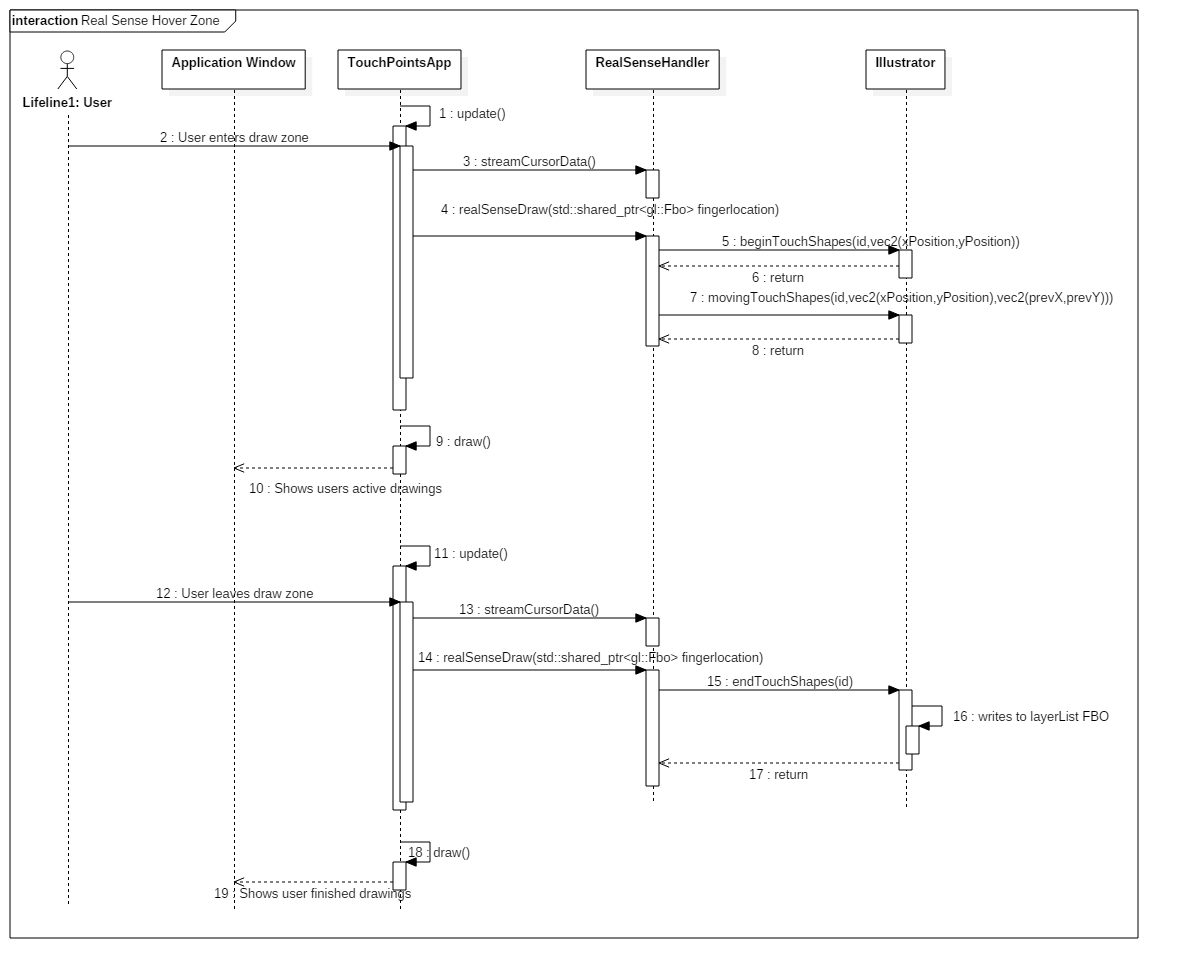 interaction Real Sense Hover Zone
Lifeline1: User
Application Window
TouchPointsApp
RealSenseHandler
Illustrator
1 : update()
2 : User enters draw zone
3 : streamCursorData()
4 : realSenseDraw(std::shared_ptr<gl::Fbo> fingerlocation)
5 : beginTouchShapes(id,vec2(xPosition,yPosition))
6 : return
7 : movingTouchShapes(id,vec2(xPosition,yPosition),vec2(prevX,prevY)))
8 : return
9 : draw()
10 : Shows users active drawings
11 : update()
12 : User leaves draw zone
13 : streamCursorData()
14 : realSenseDraw(std::shared_ptr<gl::Fbo> fingerlocation)
15 : endTouchShapes(id)
16 : writes to layerList FBO
17 : return
18 : draw()
19 : Shows user finished drawings